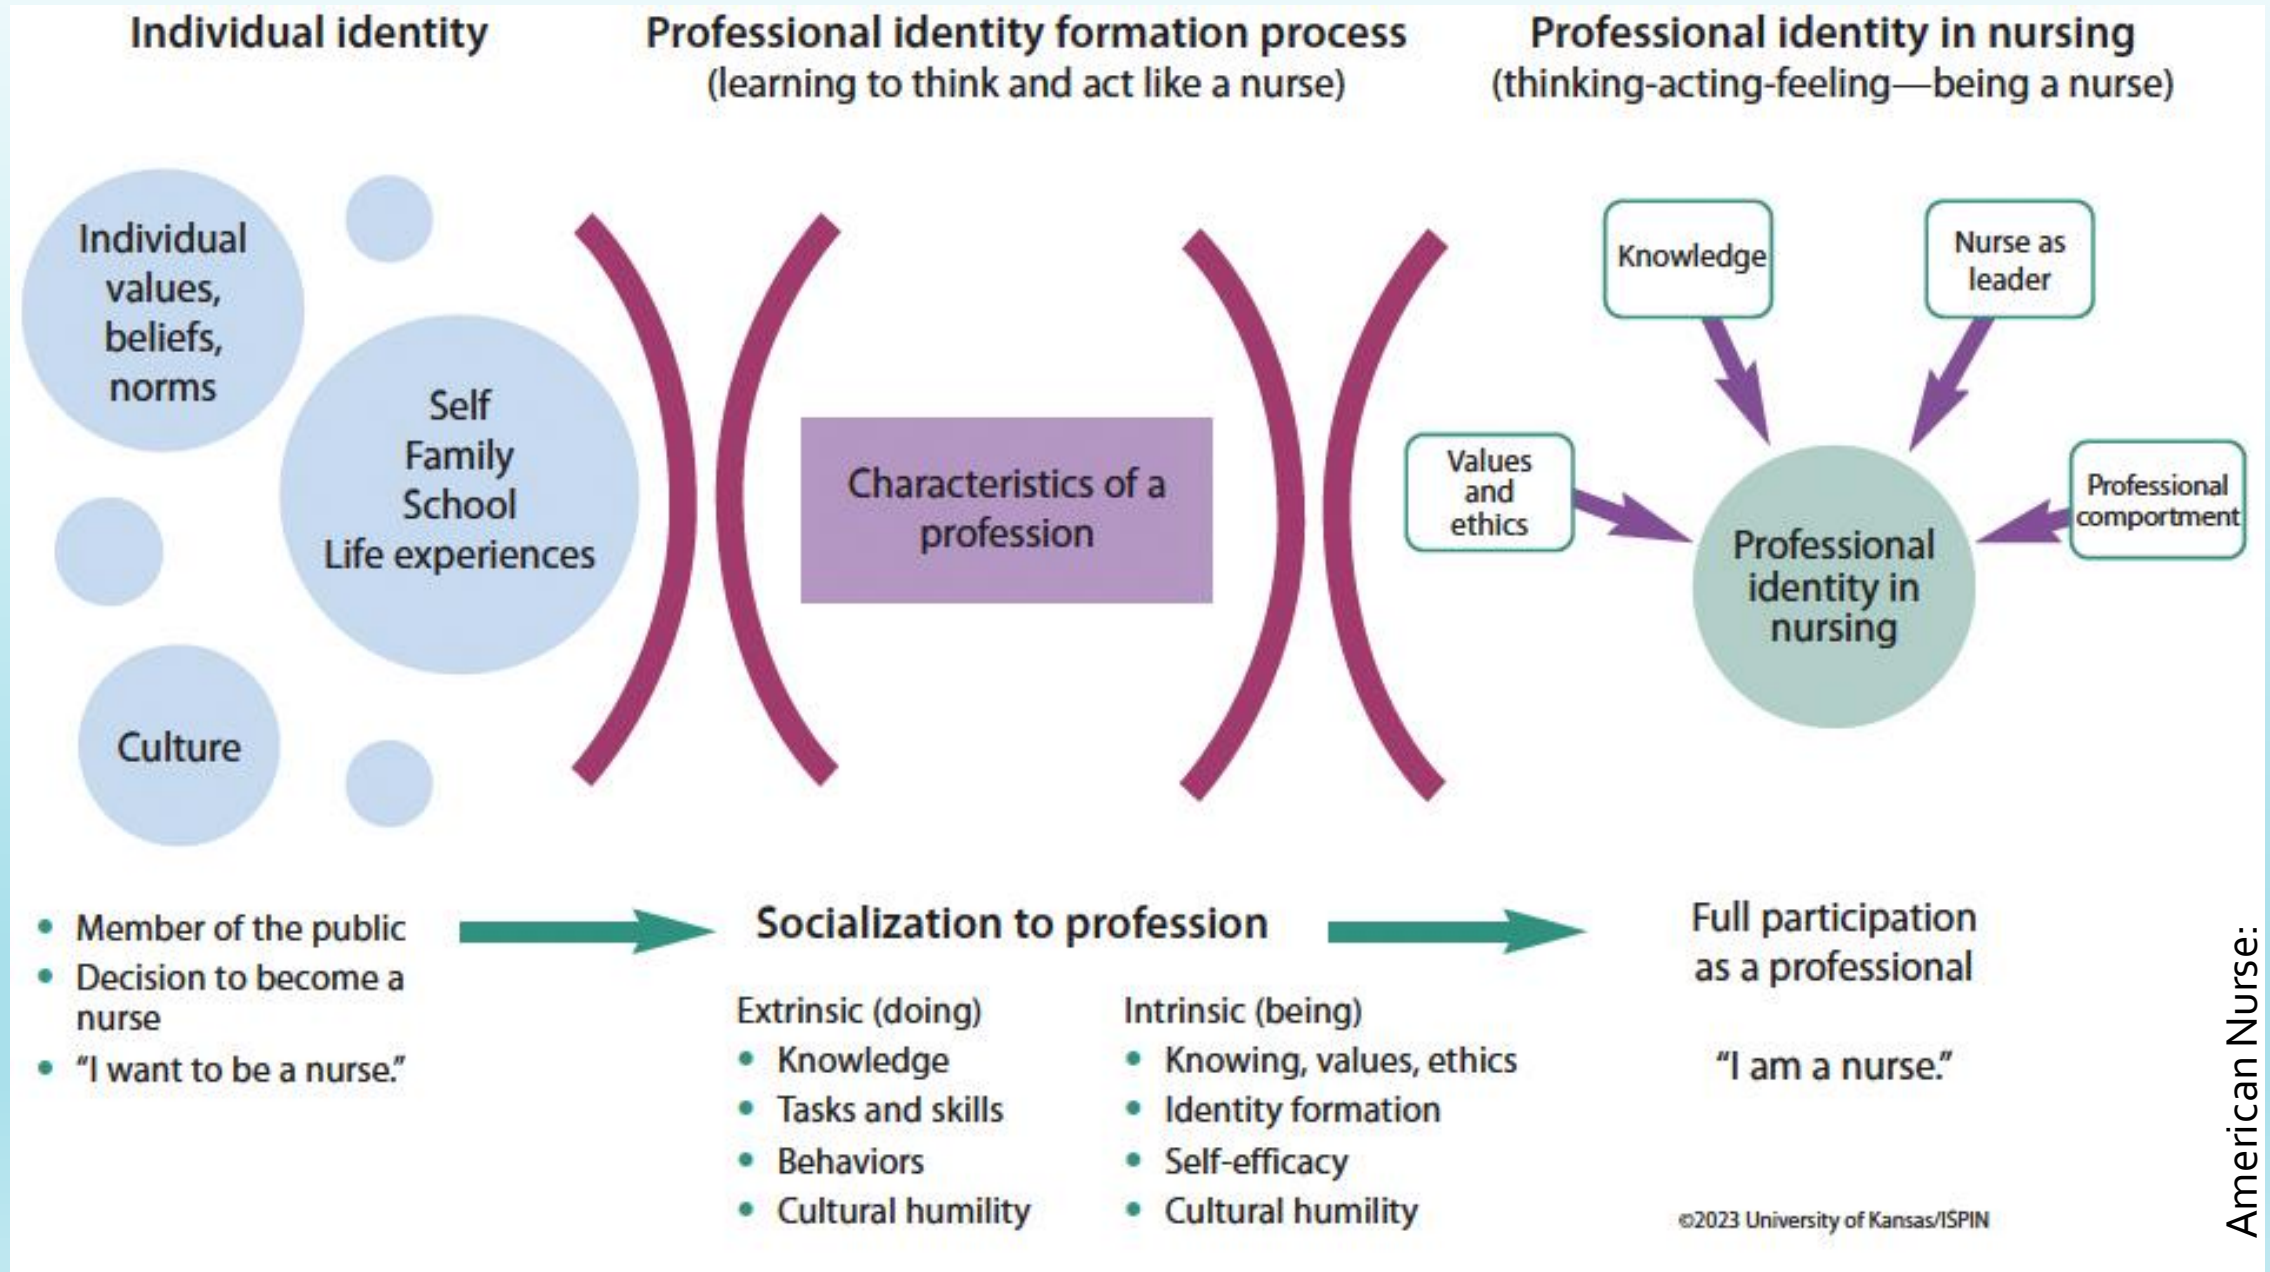 Individual identity
Professional identity formation process
(learning to think and act like a nurse)
Professional identity in nursing
(thinking-acting-feeling—being a nurse)
Individual
values,
beliefs,
norms
Self
Family
School
Life experiences
Culture
Characteristics of a
profession
Knowledge
Nurse as
leader
Values
and
ethics
Professional
comportment
Professional
identity in
nursing
• Member of the public
• Decision to become a
nurse
• “I want to be a nurse.”
Socialization to profession
Extrinsic (doing)
• Knowledge
• Tasks and skills
• Behaviors
• Cultural humility
Intrinsic (being)
• Knowing, values, ethics
• Identity formation
• Self-efficacy
• Cultural humility
Full participation
as a professional
“I am a nurse.”
©2023 University of Kansas/ISPIN
American Nurse: